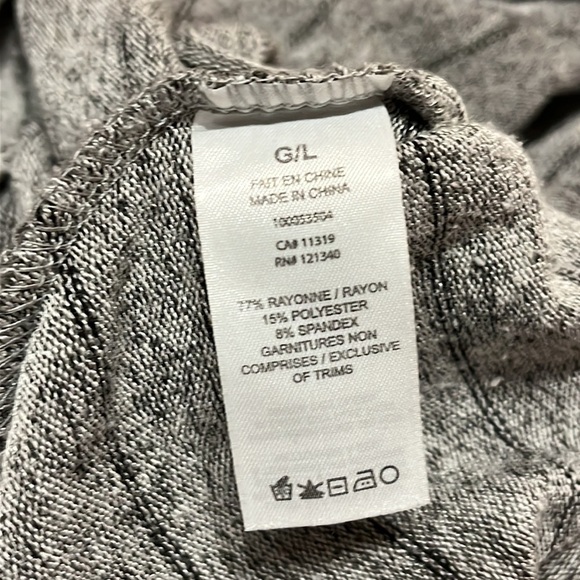 G/L
FAIT EN CHINE
MADE IN CHINA
100053504
CA# 11319
RN# 121340
77% RAYONNE / RAYON
15% POLYESTER
8% SPANDEX
GARNITURES NON
COMPRISES / EXCLUSIVE
OF TRIMS